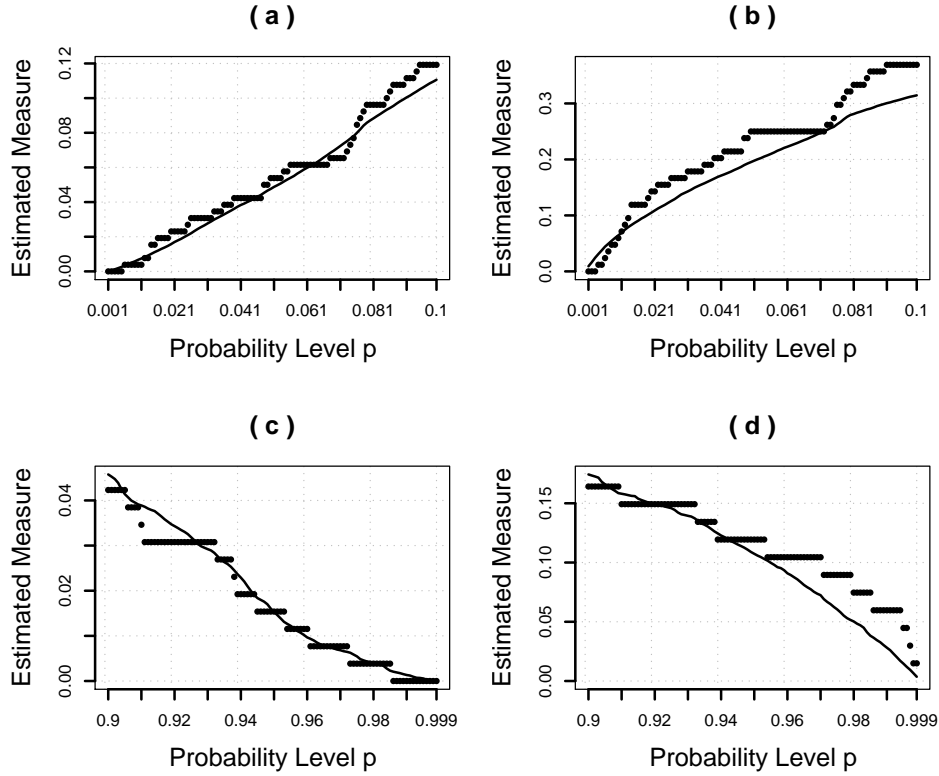 ( a )
Estimated Measure
0.12
0.08
0.04
0.00
0.001 0.021 0.041 0.061 0.081 0.1
Probability Level p
( b )
Estimated Measure
0.3
0.2
0.1
0.0
0.001 0.021 0.041 0.061 0.081 0.1
Probability Level p
( c )
Estimated Measure
0.04
0.02
0.00
0.9 0.92 0.94 0.96 0.98 0.999
Probability Level p
( d )
Estimated Measure
0.15
0.10
0.05
0.00
0.9 0.92 0.94 0.96 0.98 0.999
Probability Level p